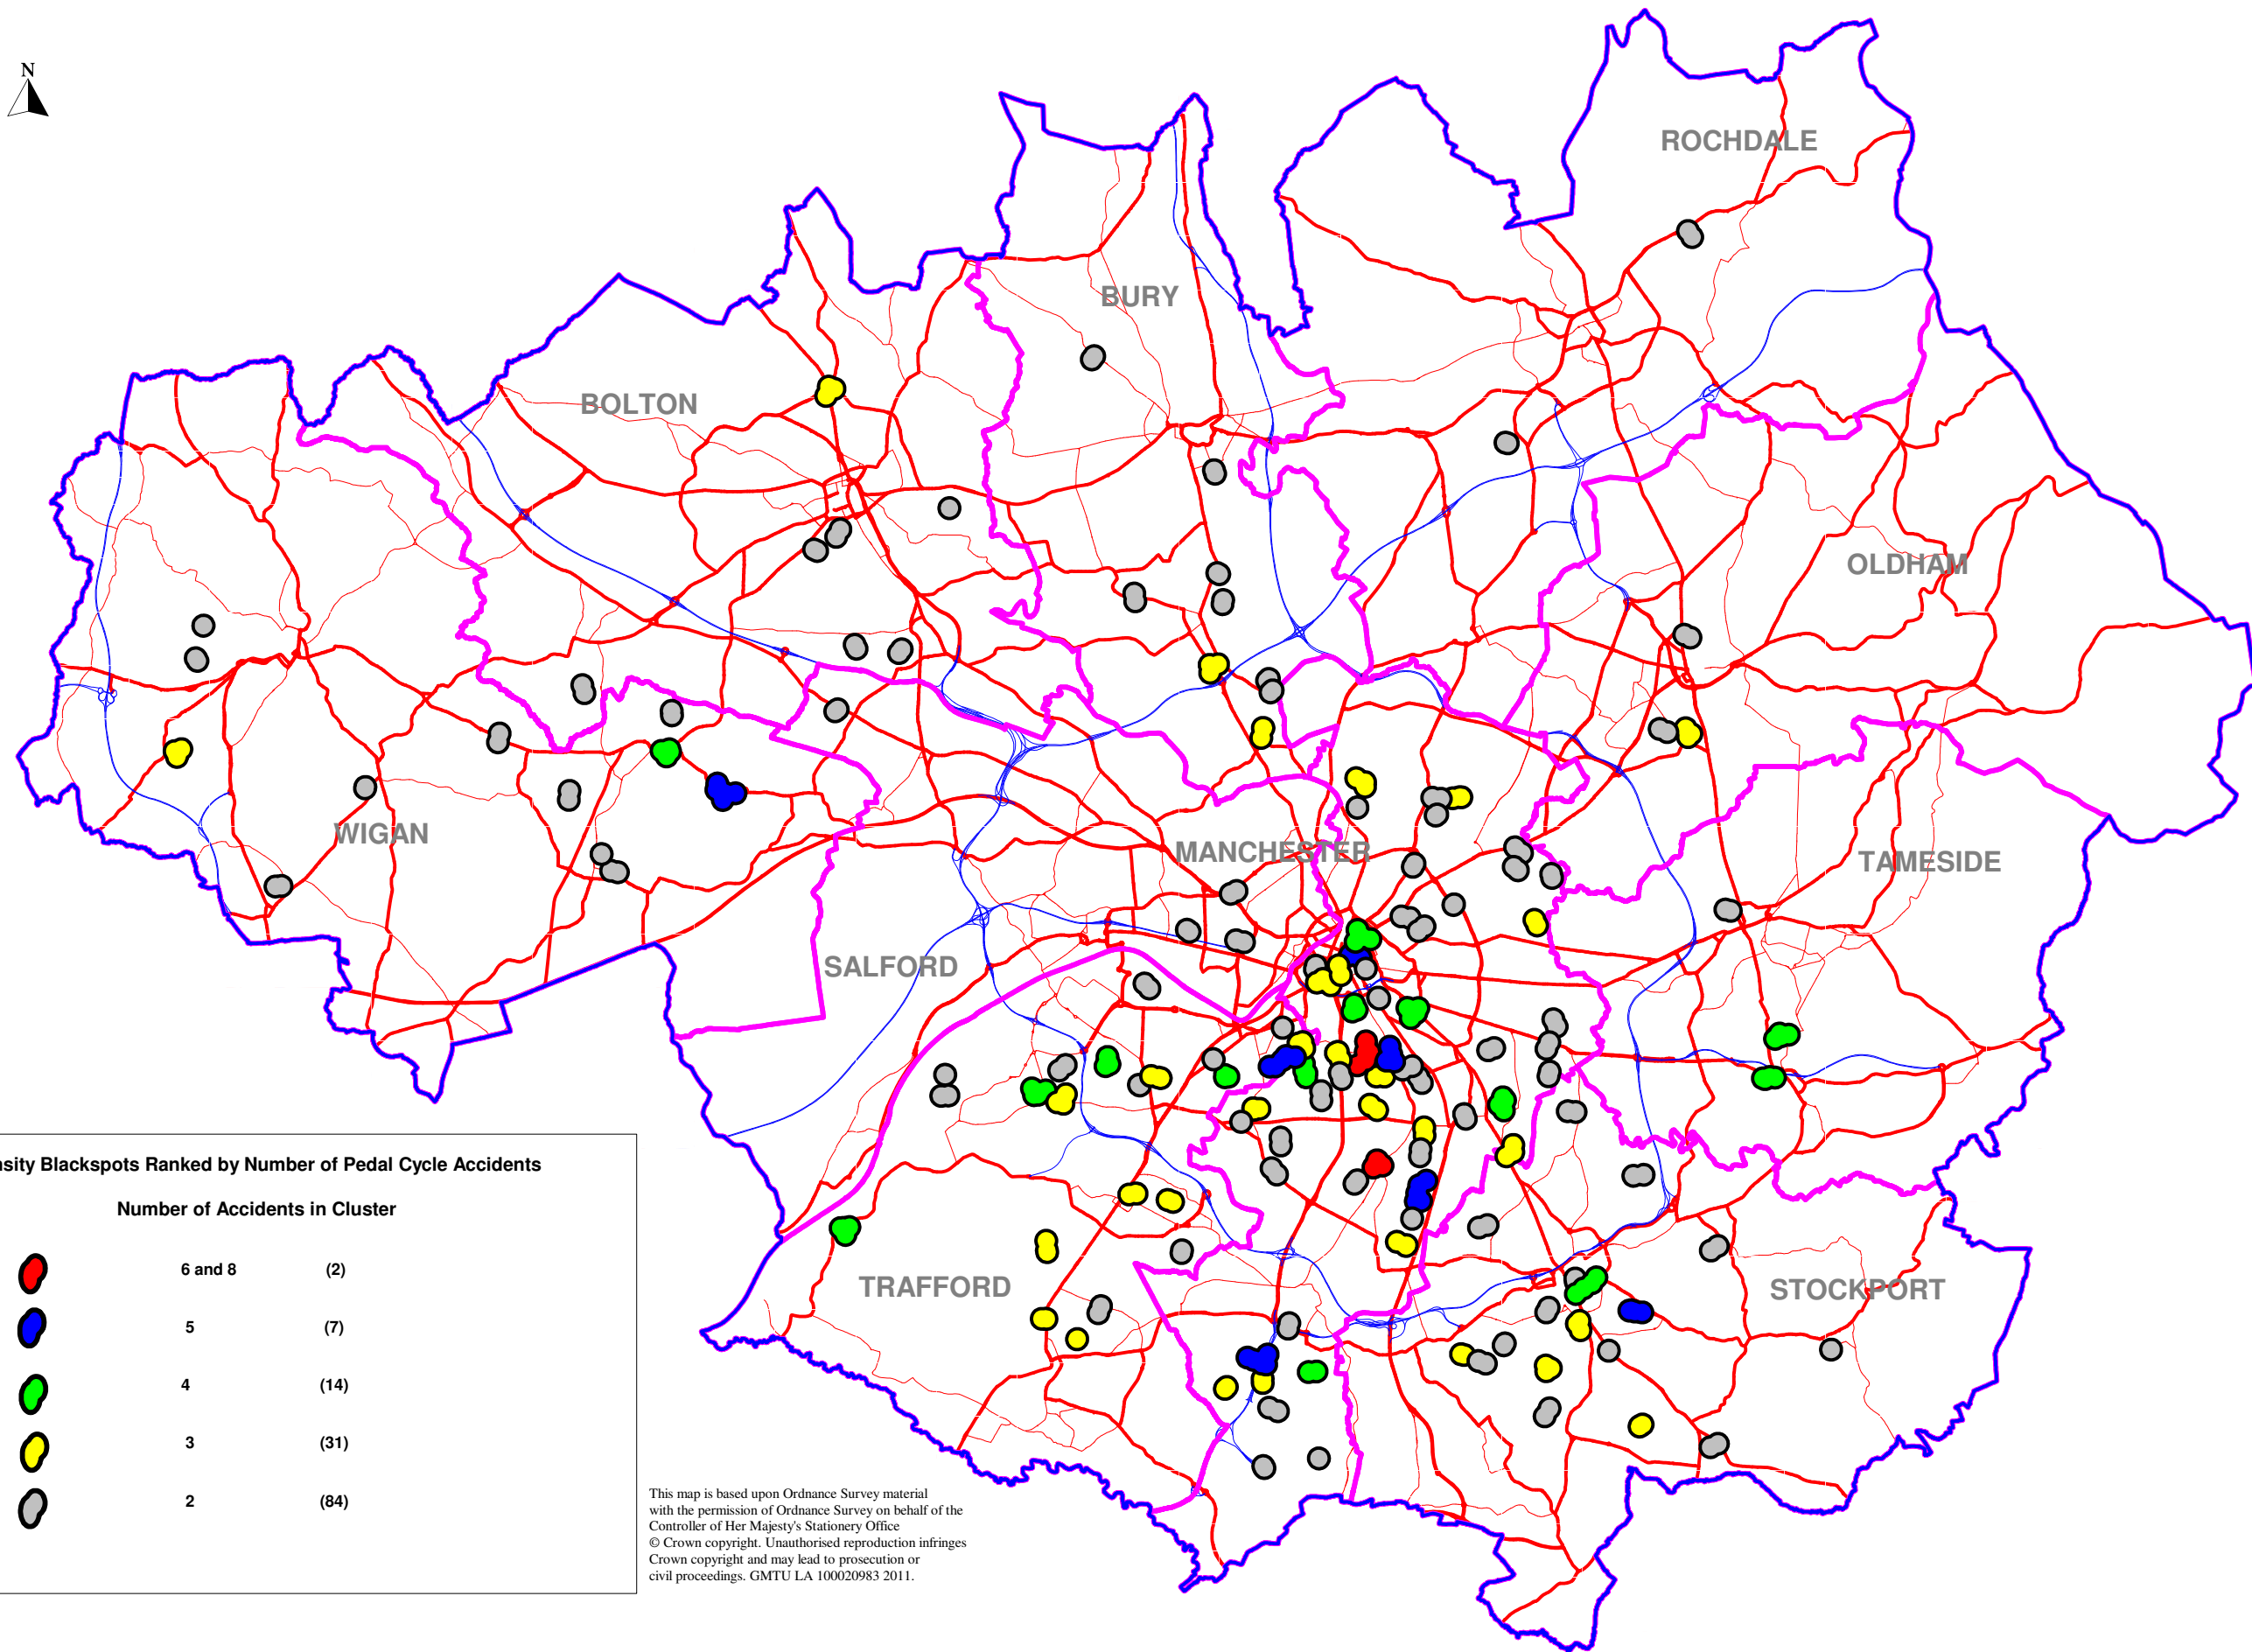 N
ROCHDALE
BURY
BOLTON
OLDHAM
WIGAN
MANCHESTER
TAMESIDE
SALFORD
TRAFFORD
STOCKPORT
Blackspots Ranked by Number of Pedal Cycle Accidents
Number of Accidents in Cluster
6 and 8 (2)
5 (7)
4 (14)
3 (31)
2 (84)
This map is based upon Ordnance Survey material
with the permission of Ordnance Survey on behalf of the
Controller of Her Majesty's Stationery Office
© Crown copyright. Unauthorised reproduction infringes
Crown copyright and may lead to prosecution or
civil proceedings. GMTU LA 100020983 2011.